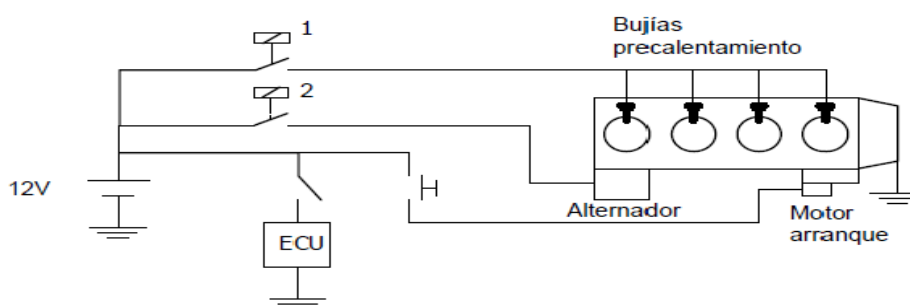 1
Bujías
precalentamiento
2
12V
ECU
Alternador
Motor
arranque